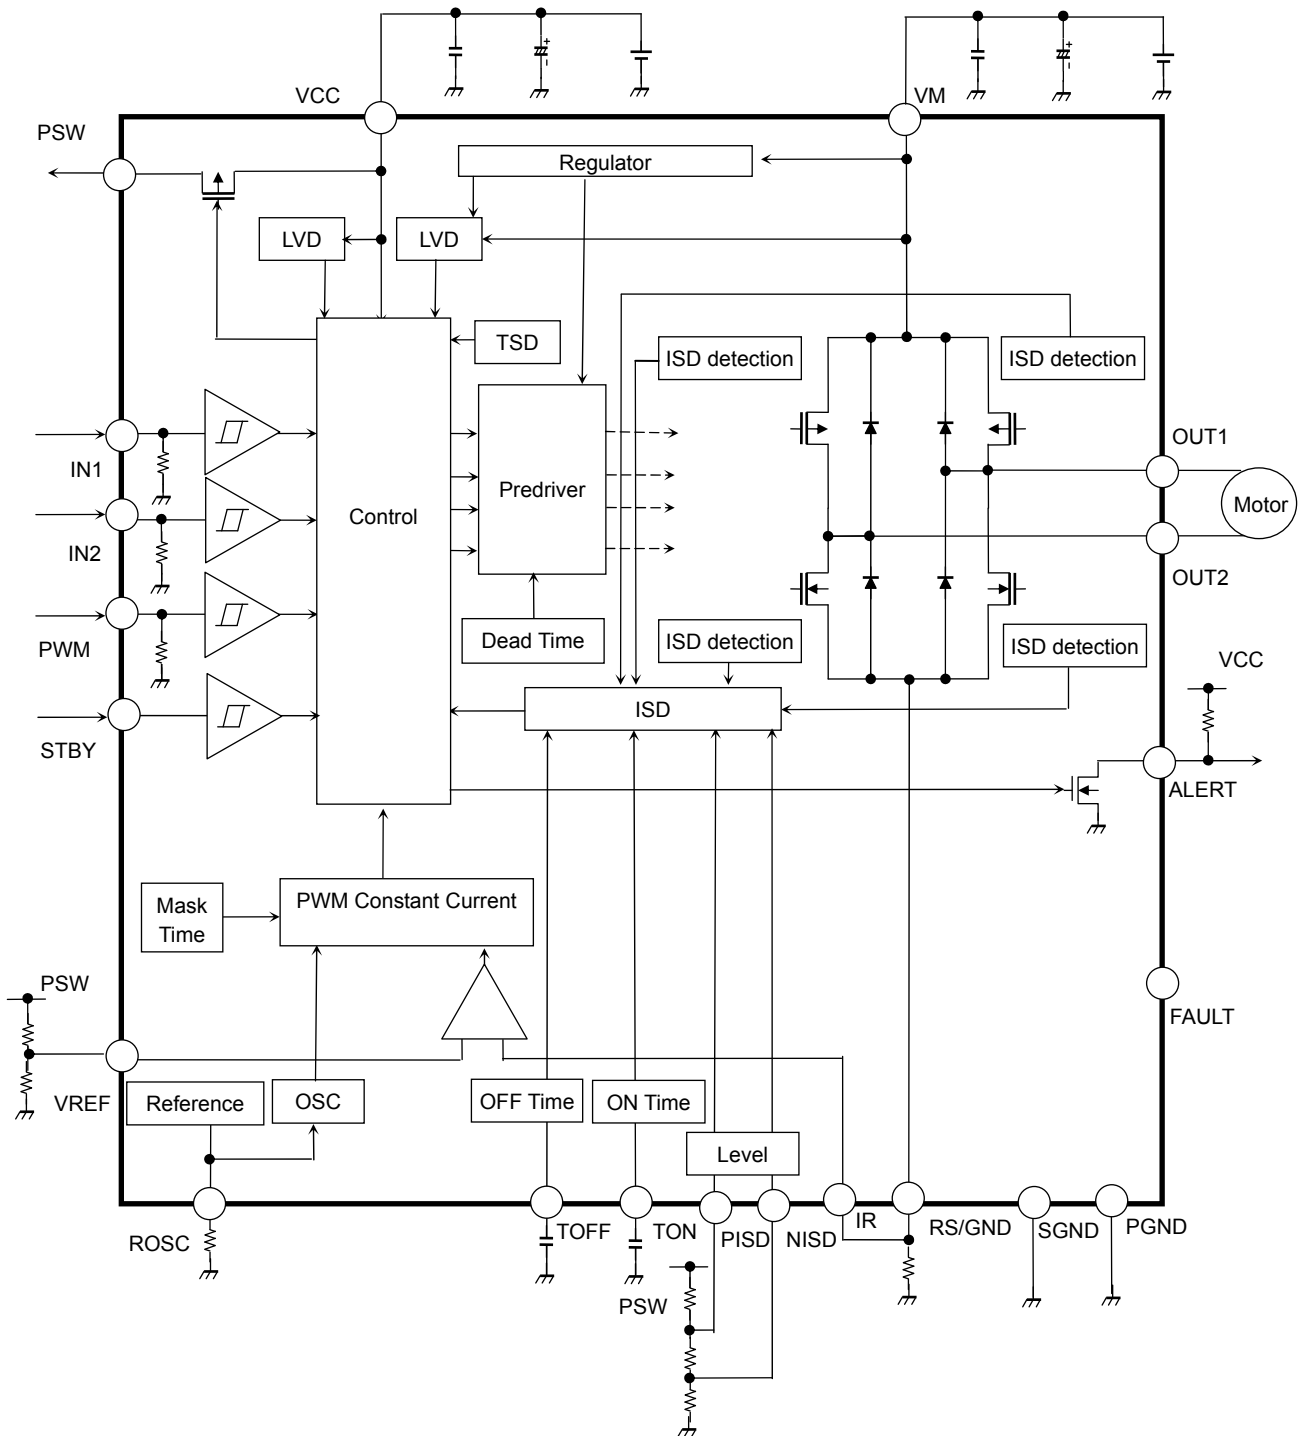 VCC
VM
PSW
Regulator
LVD
LVD
TSD
ISD detection
ISD detection
OUT1
IN1
Motor
Predriver
Control
IN2
OUT2
Dead Time
ISD detection
ISD detection
PWM
VCC
ISD
STBY
ALERT
PWM Constant Current
Mask
Time
PSW
FAULT
VREF
Reference
OSC
OFF Time
ON Time
Level
ROSC
TOFF
TON
PISD
NISD
IR
RS/GND
SGND
PGND
PSW
+
-
+
-